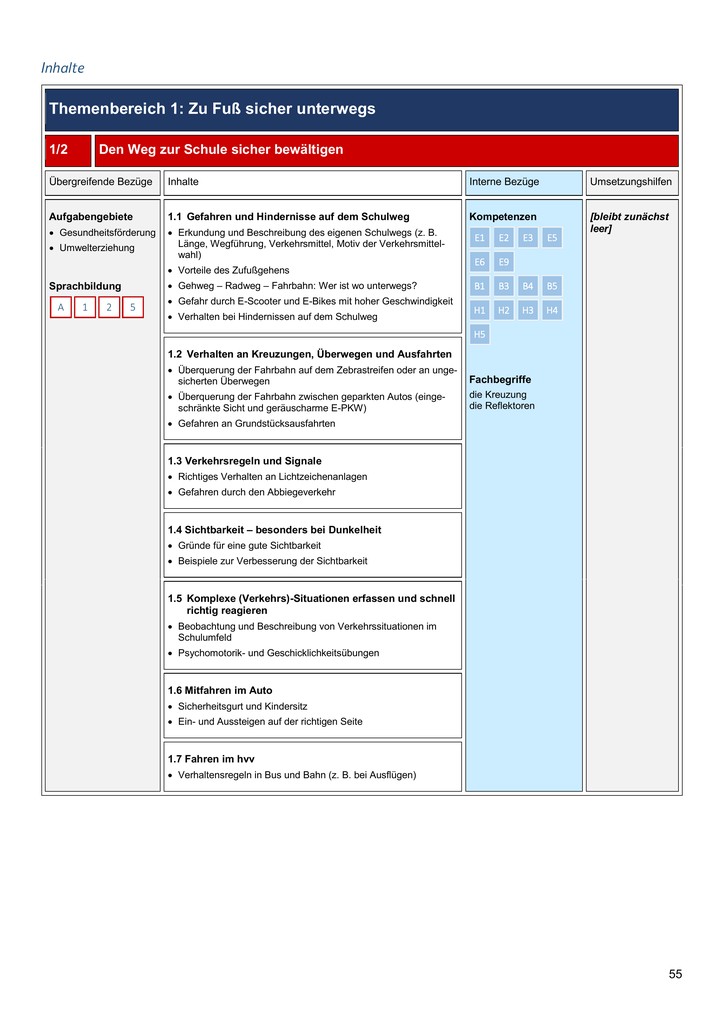 Inhalte
Themenbereich 1: Zu Fuß sicher unterwegs
1/2
Den Weg zur Schule sicher bewältigen
Übergreifende Bezüge
Inhalte
Interne Bezüge
Umsetzungshilfen
Aufgabengebiete
• Gesundheitsförderung
• Umwelterziehung
Sprachbildung
A 1 2 5
1.1 Gefahren und Hindernisse auf dem Schulweg
• Erkundung und Beschreibung des eigenen Schulwegs (z. B.
Länge, Wegführung, Verkehrsmittel, Motiv der Verkehrsmittel-
wahl)
• Vorteile des Zufußgehens
• Gehweg – Radweg – Fahrbahn: Wer ist wo unterwegs?
• Gefahr durch E-Scooter und E-Bikes mit hoher Geschwindigkeit
• Verhalten bei Hindernissen auf dem Schulweg
1.2 Verhalten an Kreuzungen, Überwegen und Ausfahrten
• Überquerung der Fahrbahn auf dem Zebrastreifen oder an unge-
sicherten Überwegen
• Überquerung der Fahrbahn zwischen geparkten Autos (einge-
schränkte Sicht und geräuscharme E-PKW)
• Gefahren an Grundstücksausfahrten
1.3 Verkehrsregeln und Signale
• Richtiges Verhalten an Lichtzeichenanlagen
• Gefahren durch den Abbiegeverkehr
1.4 Sichtbarkeit – besonders bei Dunkelheit
• Gründe für eine gute Sichtbarkeit
• Beispiele zur Verbesserung der Sichtbarkeit
1.5 Komplexe (Verkehrs)-Situationen erfassen und schnell
richtig reagieren
• Beobachtung und Beschreibung von Verkehrssituationen im
Schulumfeld
• Psychomotorik- und Geschicklichkeitsübungen
1.6 Mitfahren im Auto
• Sicherheitsgurt und Kindersitz
• Ein- und Aussteigen auf der richtigen Seite
1.7 Fahren im hvv
• Verhaltensregeln in Bus und Bahn (z. B. bei Ausflügen)
Kompetenzen
E1 E2 E3 E5
E6 E9
B1 B3 B4 B5
H1 H2 H3 H4
H5
Fachbegriffe
die Kreuzung
die Reflektoren
[bleibt zunächst
leer]
55